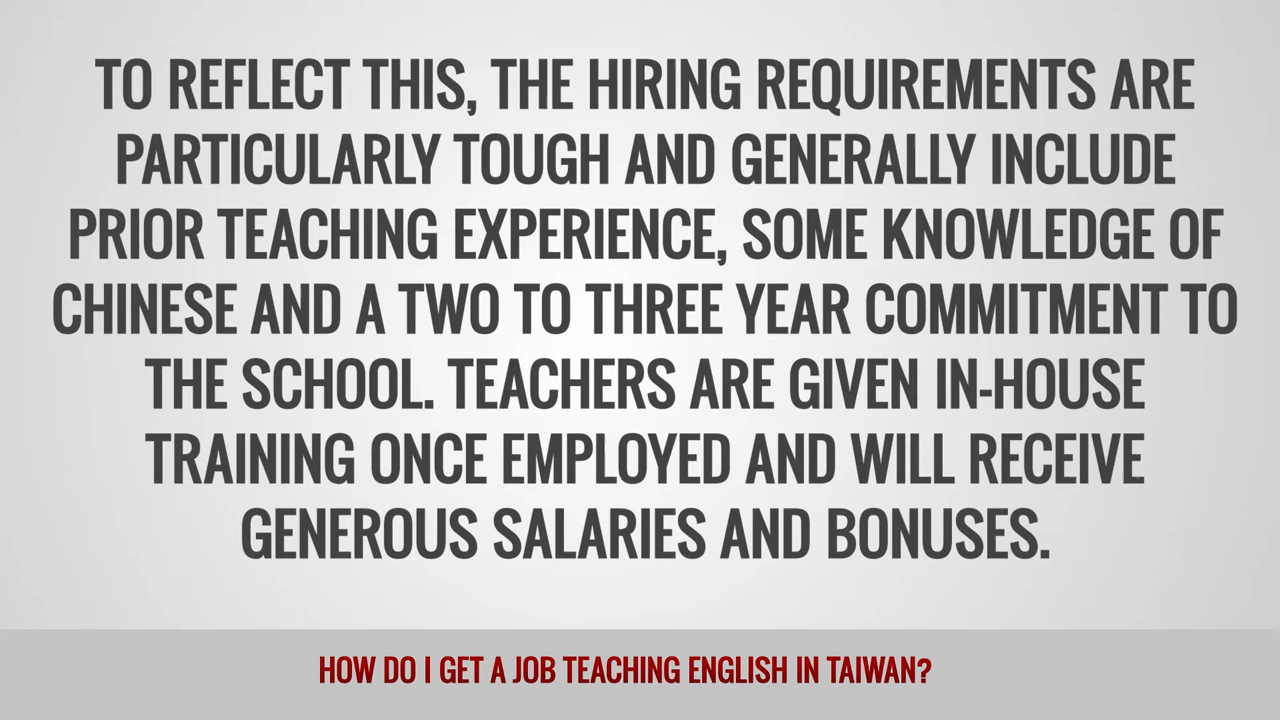 TO REFLECT THIS, THE HIRING REQUIREMENTS ARE
PARTICULARLY TOUGH AND GENERALLY INCLUDE
PRIOR TEACHING EXPERIENCE, SOME KNOWLEDGE OF
CHINESE AND A TWO TO THREE YEAR COMMITMENT TO
THE SCHOOL. TEACHERS ARE GIVEN IN-HOUSE
TRAINING ONCE EMPLOYED AND WILL RECEIVE
GENEROUS SALARIES AND BONUSES.
HOW DO I GET A JOB TEACHING ENGLISH IN TAIWAN?